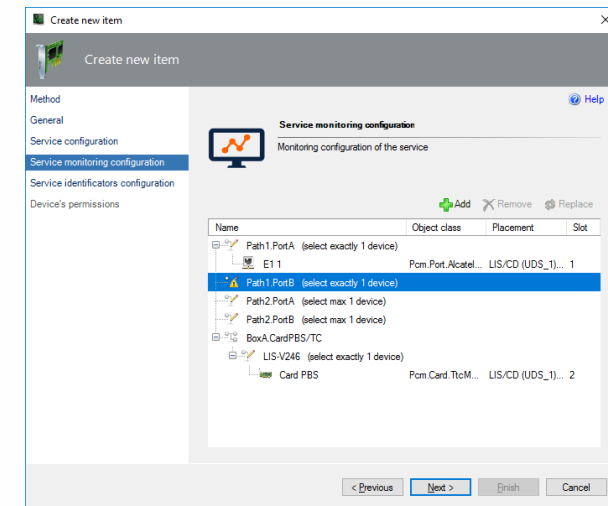 Create new item
Create new item
Method
General
Service configuration
Service monitoring configuration
Service identificators configuration
Device's permissions
Help
Service monitoring configuration
Monitoring configuration of the service
Add Remove Replace
Name Object class Placement Slot
Path1.PortA (select exactly 1 device)
E1 1 Pcm.Port.Alcatel... LIS/CD (UDS_1)... 1
Path1.PortB (select exactly 1 device)
Path2.PortA (select max 1 device)
Path2.PortB (select max 1 device)
BoxA.CardPBS/TC
LIS-V246 (select exactly 1 device)
Card PBS Pcm.Card.TtcM... LIS/CD (UDS_1)... 2
< Previous Next > Finish Cancel